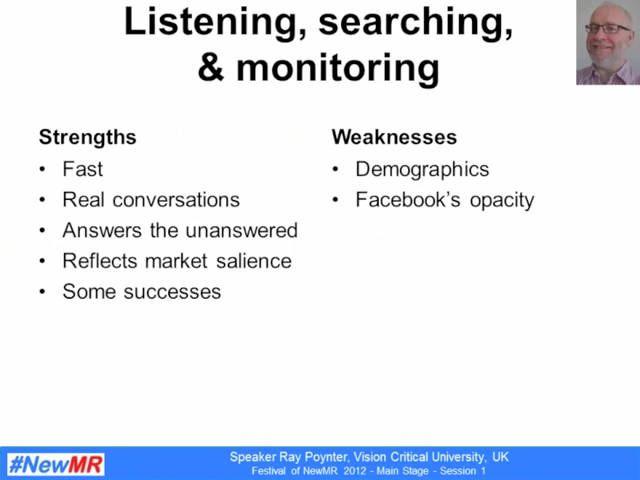 Listening, searching,
& monitoring
Strengths
• Fast
• Real conversations
• Answers the unanswered
• Reflects market salience
• Some successes
Weaknesses
• Demographics
• Facebook's opacity
#NewMR
Speaker Ray Poynter, Vision Critical University, UK
Festival of NewMR 2012 - Main Stage - Session 1